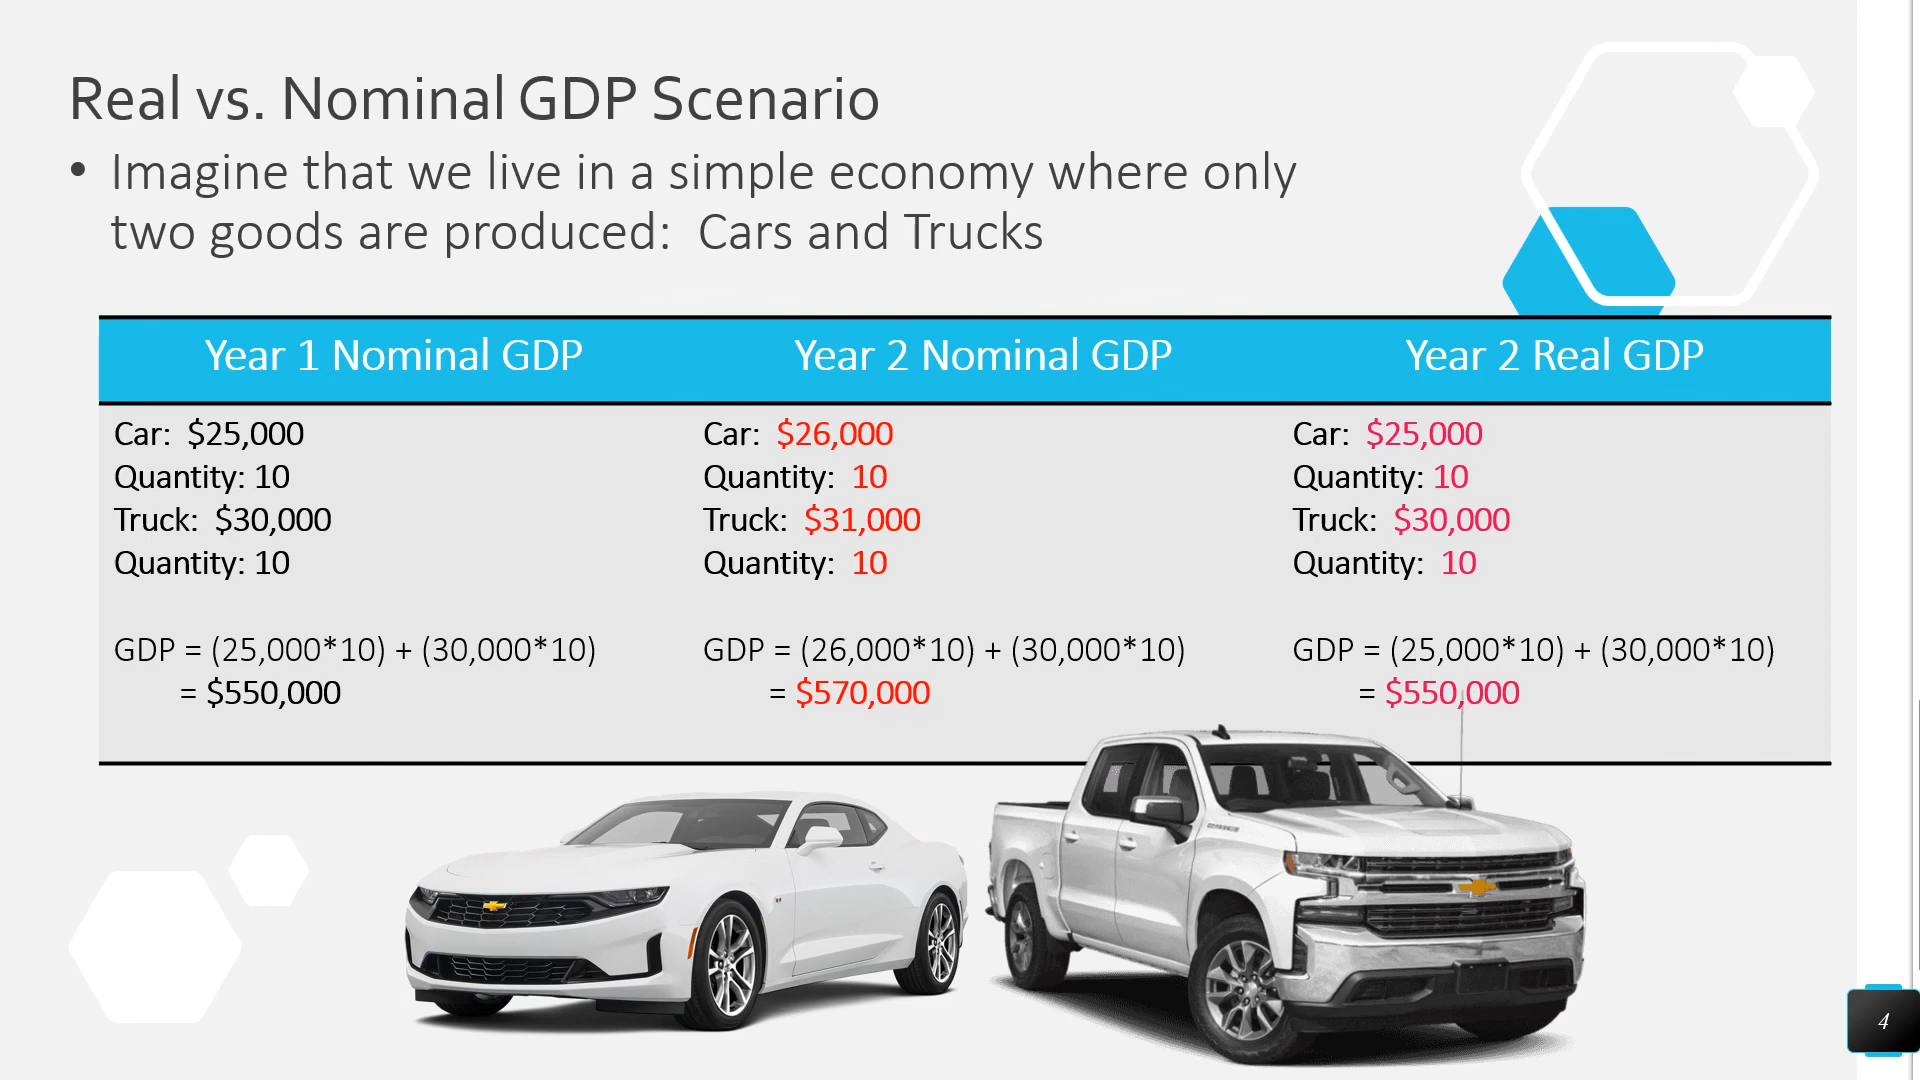 Real vs. Nominal GDP Scenario
• Imagine that we live in a simple economy where only
two goods are produced:  Cars and Trucks
Year 1 Nominal GDP
Car:  $25,000
Quantity: 10
Truck:  $30,000
Quantity: 10
GDP = (25,000*10) + (30,000*10)
= $550,000
Year 2 Nominal GDP
Car:  $26,000
Quantity:  10
Truck:  $31,000
Quantity:  10
GDP = (26,000*10) + (30,000*10)
= $570,000
Year 2 Real GDP
Car:  $25,000
Quantity: 10
Truck:  $30,000
Quantity:  10
GDP = (25,000*10) + (30,000*10)
= $550,000
4